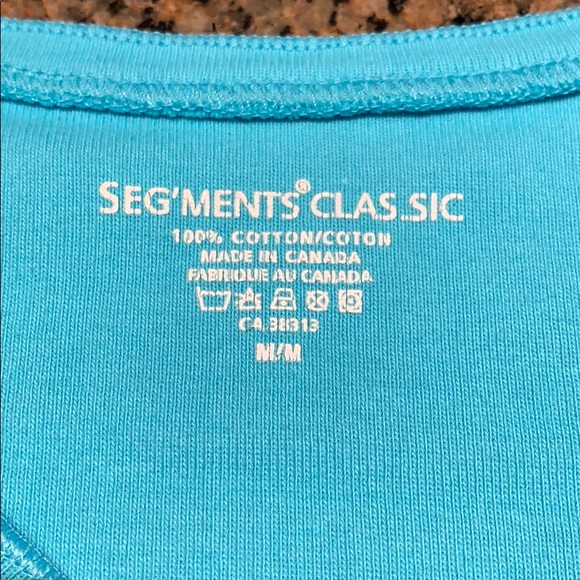 SEG'MENTS® CLAS.SIC
100% COTTON/COTON
MADE IN CANADA
FABRIQUE AU CANADA
CA 38313
M/M